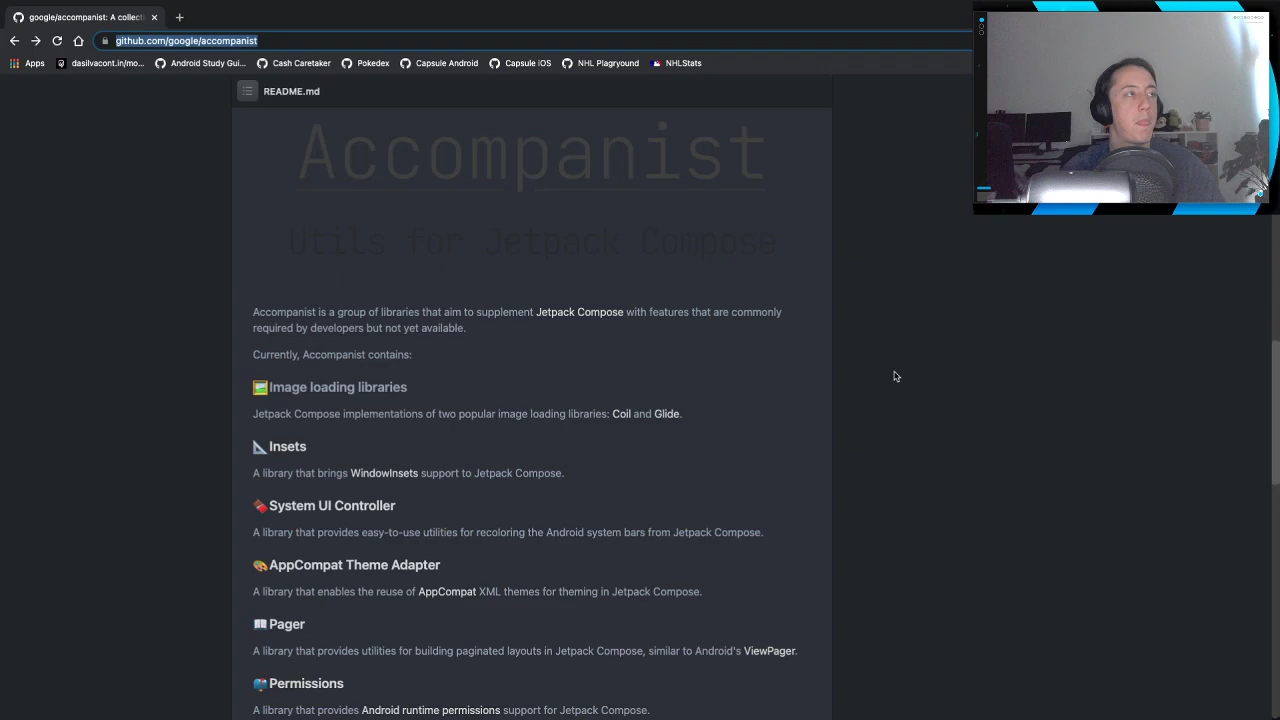 google/accompanist: A collect
github.com/google/accompanist
Apps
dasilvacont.in/mo...
Android Study Gui...
Cash Caretaker
Pokedex
Capsule Android
Capsule iOS
NHL Plagryound
NHLStats
README.md
Accompanist
Utils for Jetpack Compose
Accompanist is a group of libraries that aim to supplement Jetpack Compose with features that are commonly
required by developers but not yet available.
Currently, Accompanist contains:
Image loading libraries
Jetpack Compose implementations of two popular image loading libraries: Coil and Glide.
Insets
A library that brings WindowInsets support to Jetpack Compose.
System UI Controller
A library that provides easy-to-use utilities for recoloring the Android system bars from Jetpack Compose.
AppCompat Theme Adapter
A library that enables the reuse of AppCompat XML themes for theming in Jetpack Compose.
Pager
A library that provides utilities for building paginated layouts in Jetpack Compose, similar to Android's ViewPager.
Permissions
A library that provides Android runtime permissions support for Jetpack Compose.